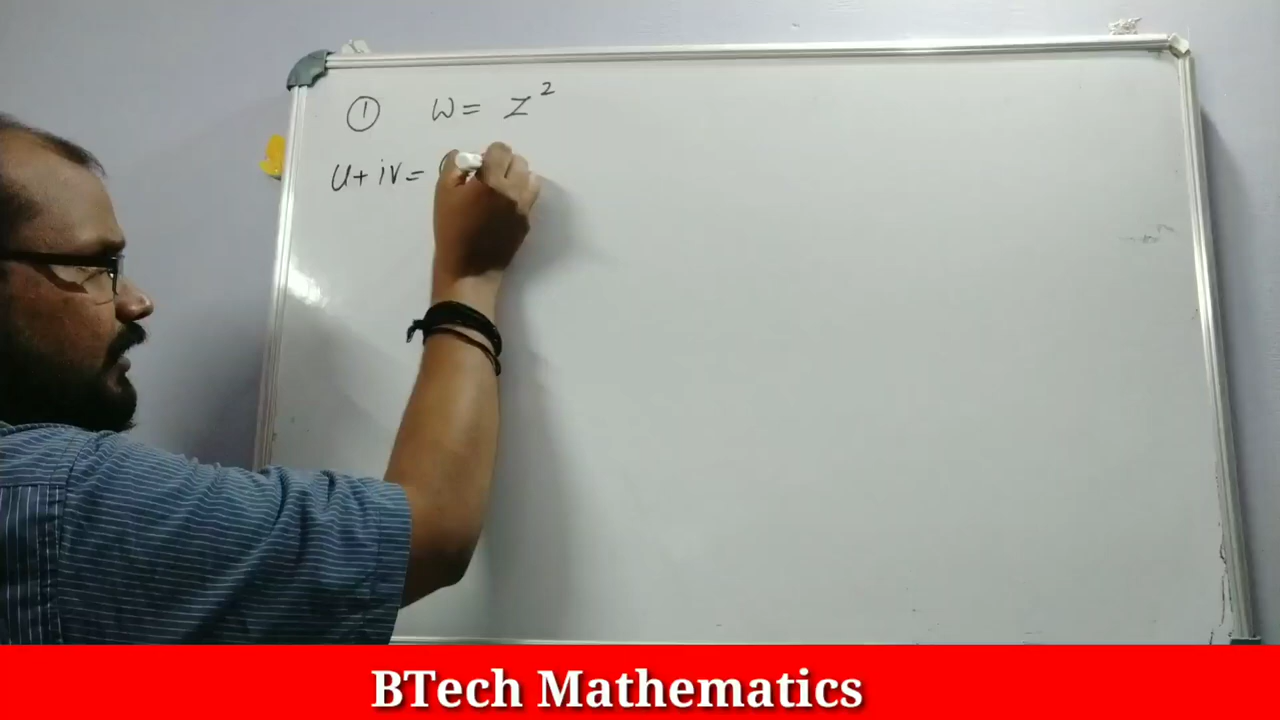 ① w = z²
u + iv = (
BTech Mathematics